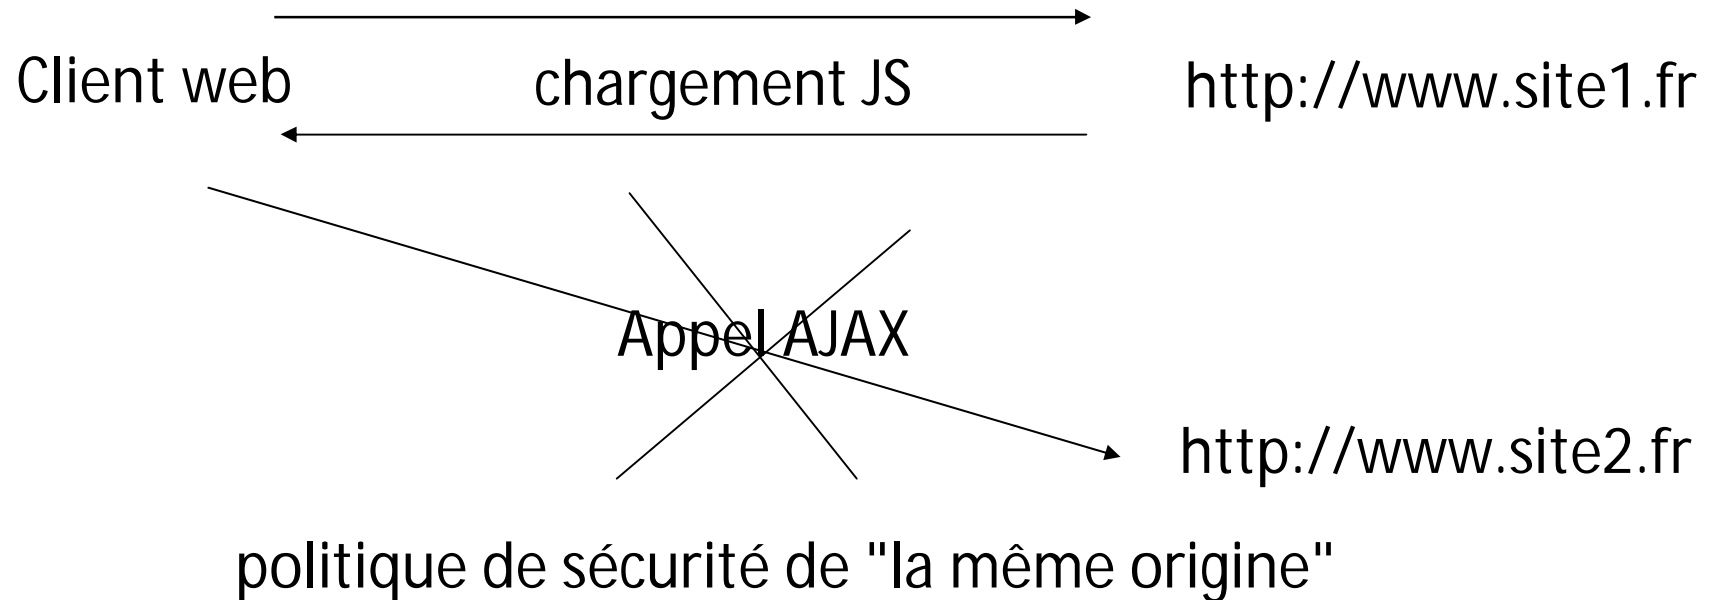 Client web
chargement JS
http://www.site1.fr
Appel AJAX
http://www.site2.fr
politique de sécurité de "la même origine"